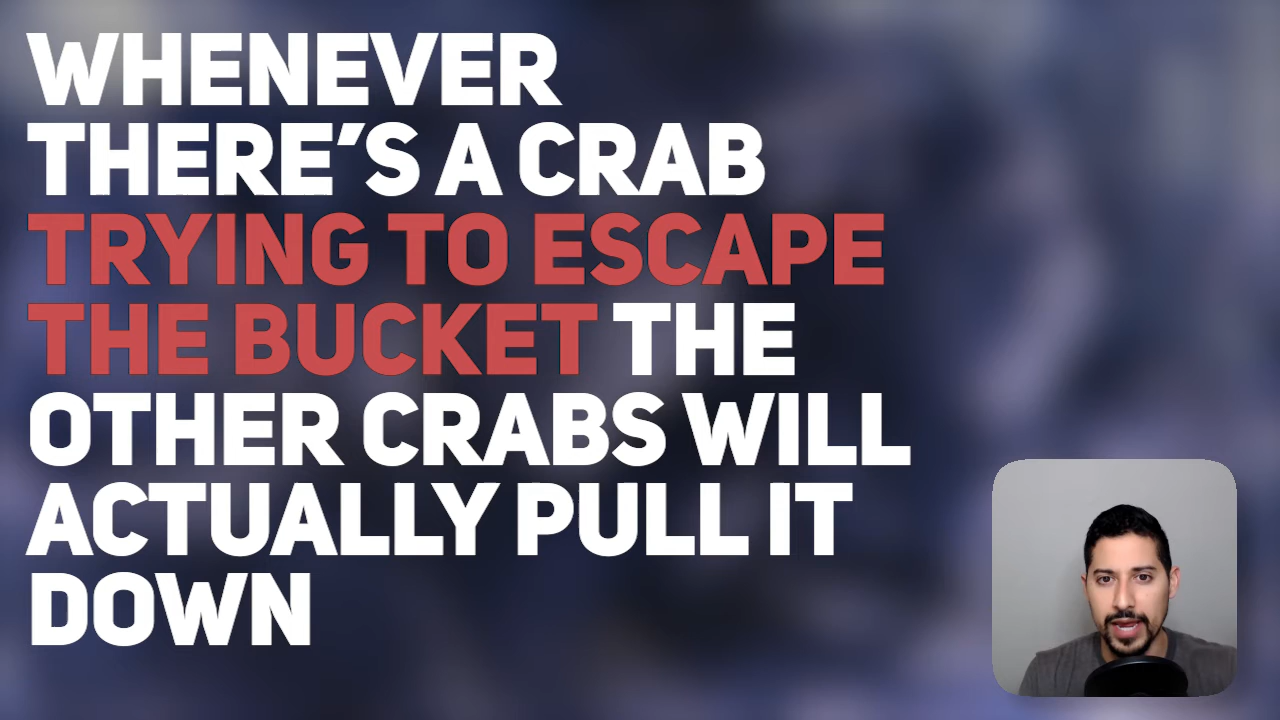 WHENEVER
THERE’S A CRAB
TRYING TO ESCAPE
THE BUCKET THE
OTHER CRABS WILL
ACTUALLY PULL IT
DOWN